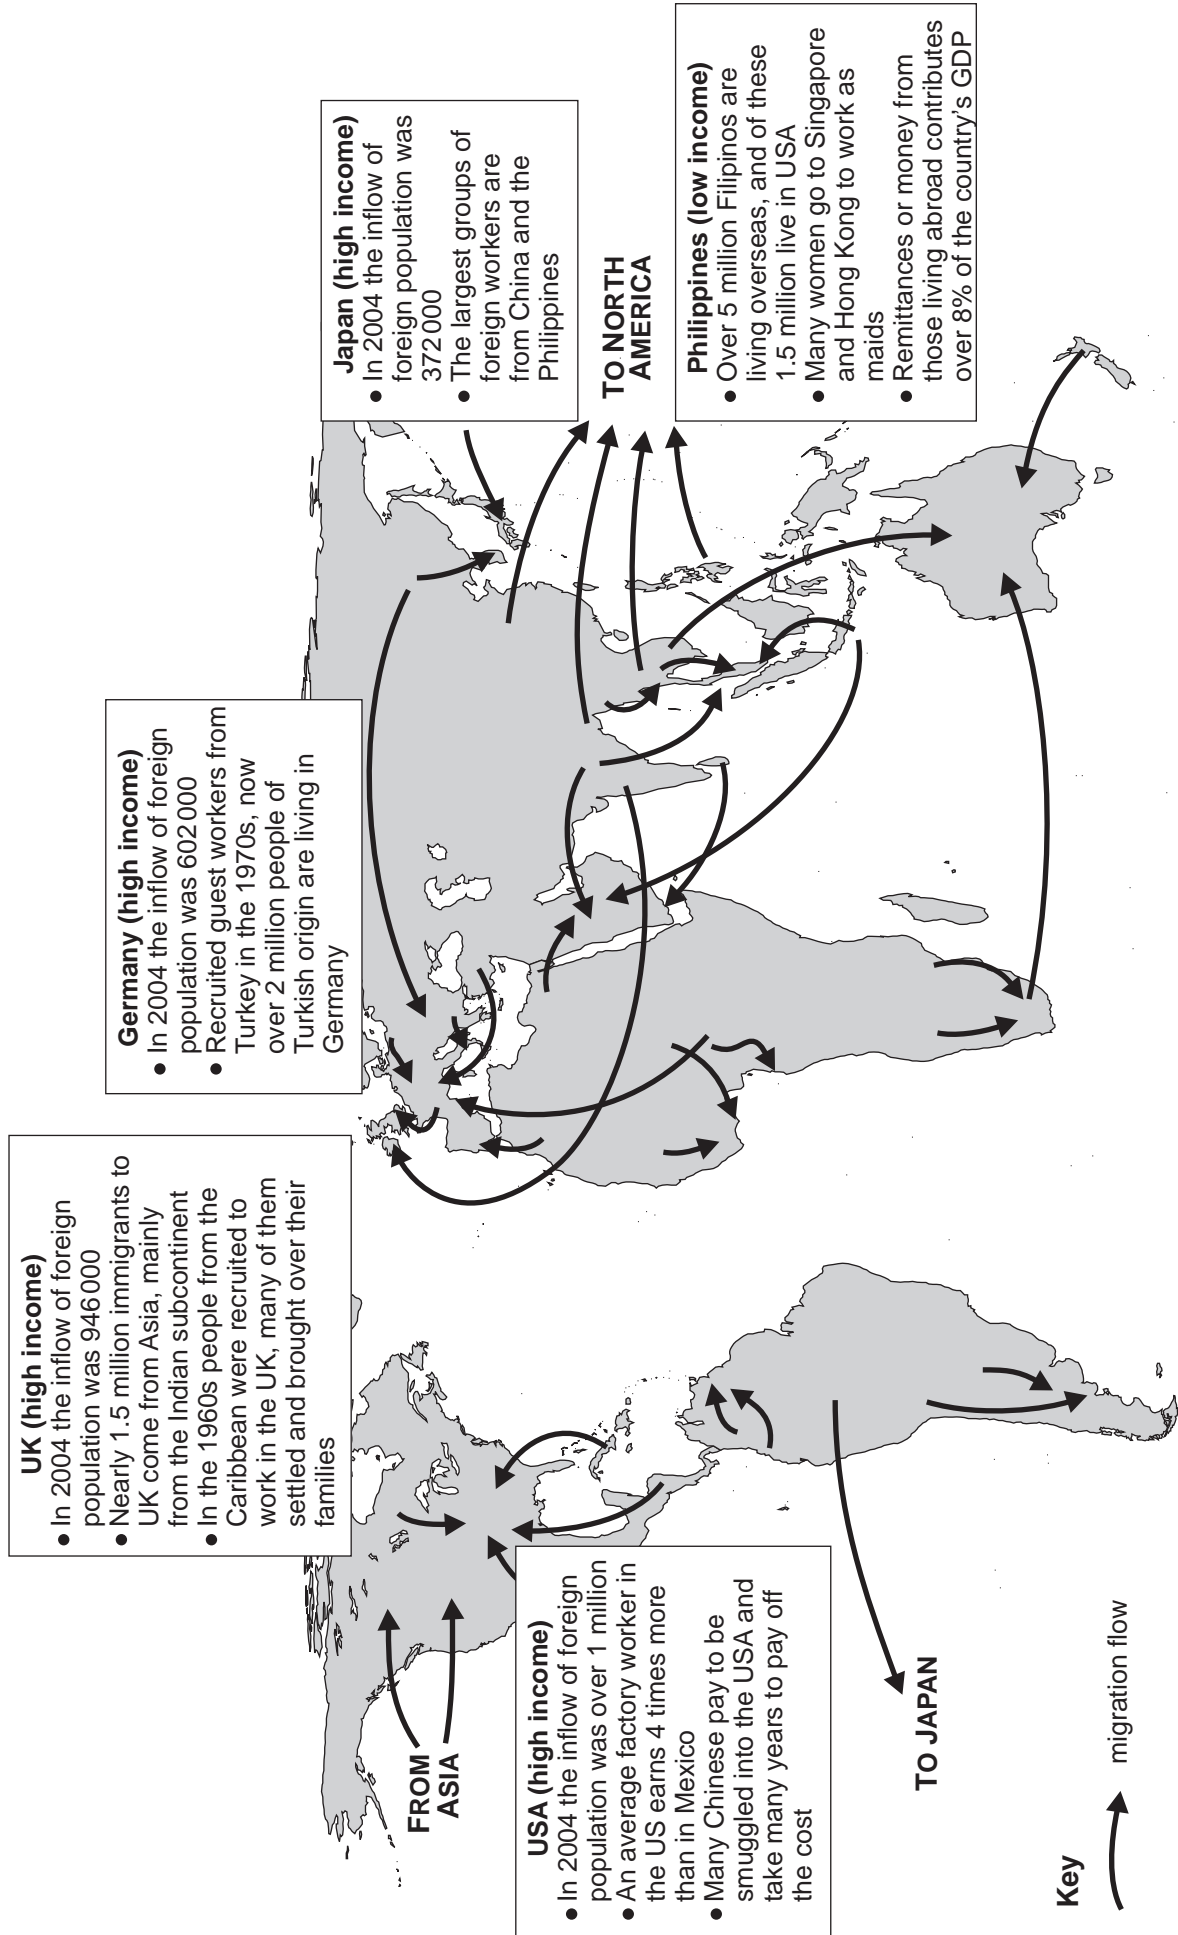 UK (high income)
● In 2004 the inflow of foreign
population was 946 000
● Nearly 1.5 million immigrants to
UK come from Asia, mainly
from the Indian subcontinent
● In the 1960s people from the
Caribbean were recruited to
work in the UK, many of them
settled and brought over their
families
Germany (high income)
● In 2004 the inflow of foreign
population was 602 000
● Recruited guest workers from
Turkey in the 1970s, now
over 2 million people of
Turkish origin are living in
Germany
Japan (high income)
● In 2004 the inflow of
foreign population was
372 000
● The largest groups of
foreign workers are
from China and the
Philippines
TO NORTH
AMERICA
Philippines (low income)
● Over 5 million Filipinos are
living overseas, and of these
1.5 million live in USA
● Many women go to Singapore
and Hong Kong to work as
maids
● Remittances or money from
those living abroad contributes
over 8% of the country's GDP
FROM
ASIA
USA (high income)
● In 2004 the inflow of foreign
population was over 1 million
● An average factory worker in
the US earns 4 times more
than in Mexico
● Many Chinese pay to be
smuggled into the USA and
take many years to pay off
the cost
TO JAPAN
Key
migration flow